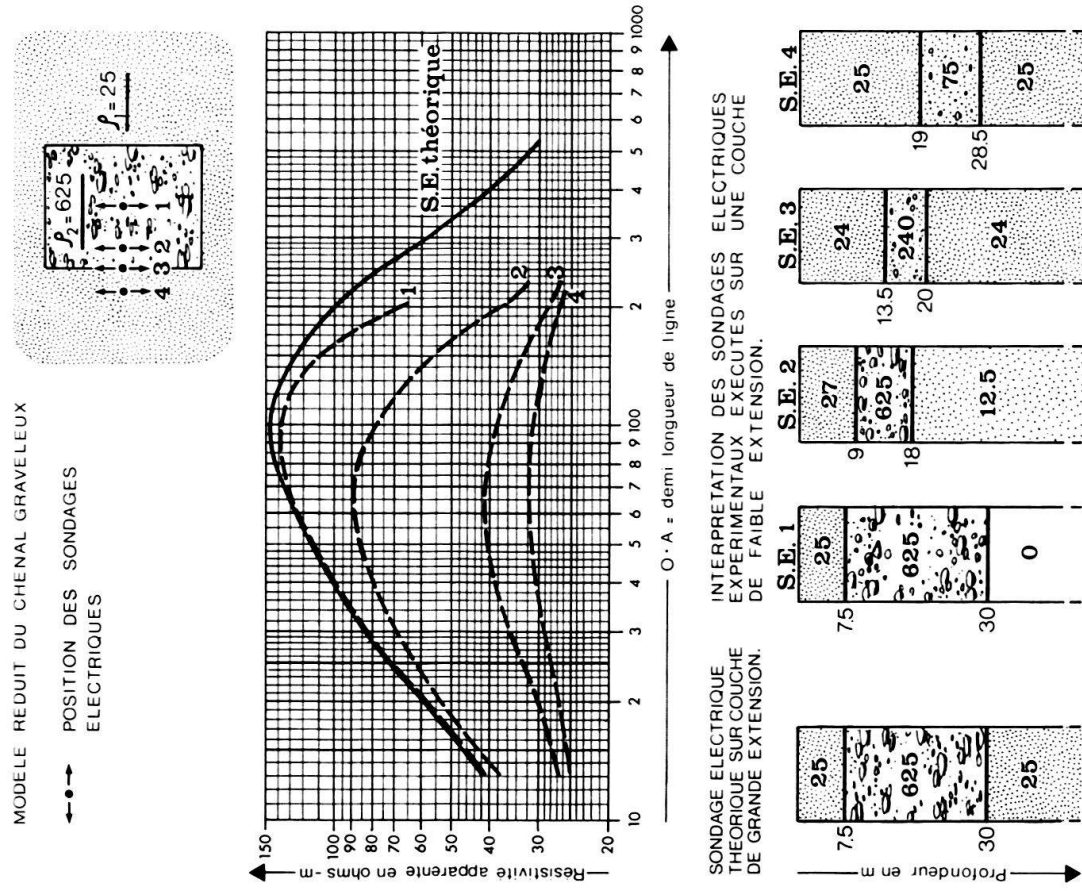 MODELE REDUIT DU CHENAL GRAVELEUX
POSITION DES SONDAGES
ELECTRIQUES
ρ2 = 625
ρ1 = 25
4 3 2 1
Résistivité apparente en ohms-m
150
100
90
80
70
60
50
40
30
20
S.E. théorique
1
2
3
4
10 2 3 4 5 6 7 8 9 100 2 3 4 5 6 7 8 9 1000
O·A = demi longueur de ligne
SONDAGE ELECTRIQUE
THEORIQUE SUR COUCHE
DE GRANDE EXTENSION.
INTERPRETATION DES SONDAGES ELECTRIQUES
EXPERIMENTAUX EXECUTES SUR UNE COUCHE
DE FAIBLE EXTENSION.
Profondeur en m
25
7.5
625
30
25
S.E. 1
25
7.5
625
30
0
S.E. 2
27
9
625
18
12.5
S.E. 3
24
13.5
240
20
24
S.E. 4
25
19
75
28.5
25